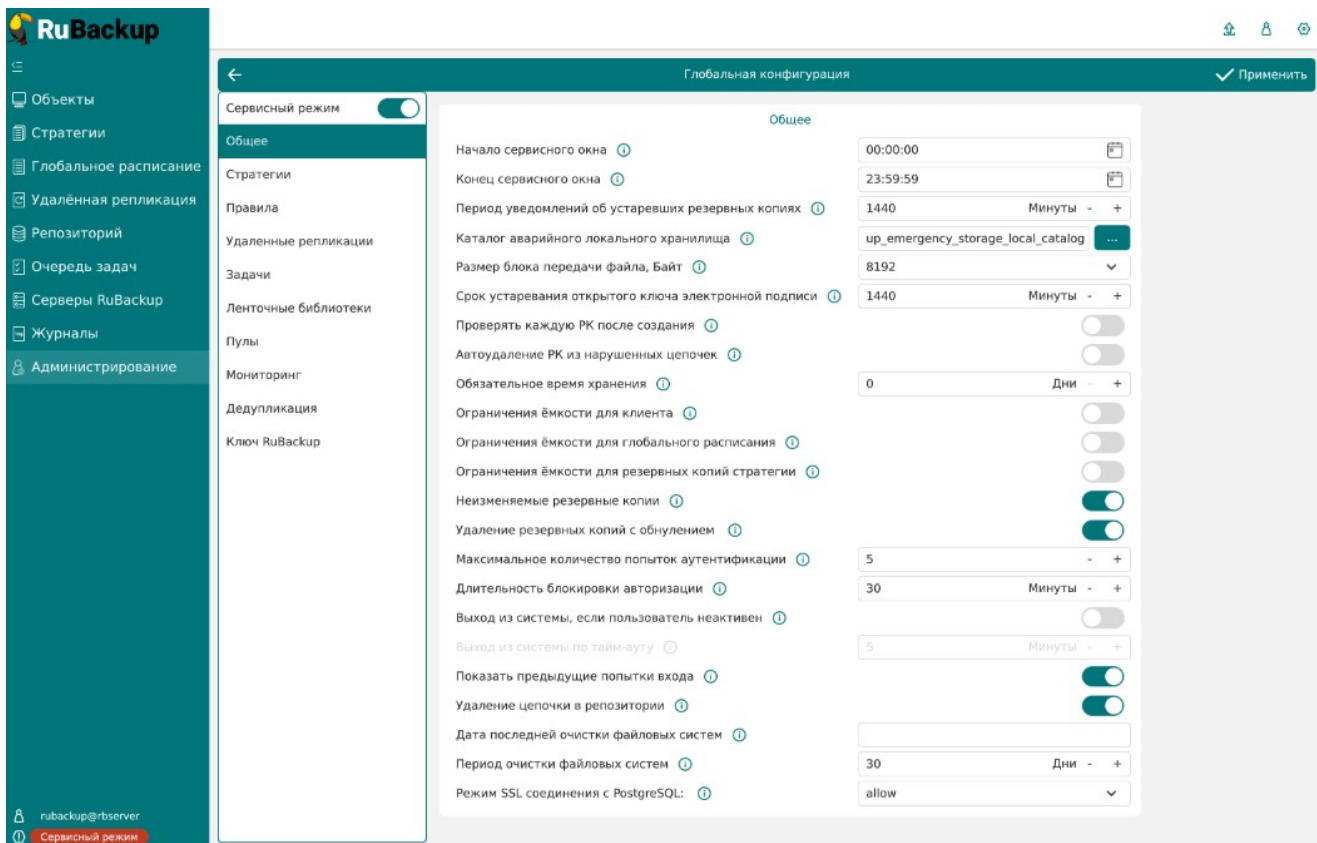 RuBackup
Объекты
Стратегии
Глобальное расписание
Удалённая репликация
Репозиторий
Очередь задач
Серверы RuBackup
Журналы
Администрирование
rubackup@rbserver
Сервисный режим
Глобальная конфигурация
Применить
Сервисный режим
Общее
Стратегии
Правила
Удаленные репликации
Задачи
Ленточные библиотеки
Пулы
Мониторинг
Дедупликация
Ключ RuBackup
Общее
Начало сервисного окна 00:00:00
Конец сервисного окна 23:59:59
Период уведомлений об устаревших резервных копиях 1440 Минуты - +
Каталог аварийного локального хранилища up_emergency_storage_local_catalog ...
Размер блока передачи файла, Байт 8192
Срок устаревания открытого ключа электронной подписи 1440 Минуты - +
Проверять каждую РК после создания
Автоудаление РК из нарушенных цепочек
Обязательное время хранения 0 Дни - +
Ограничения ёмкости для клиента
Ограничения ёмкости для глобального расписания
Ограничения ёмкости для резервных копий стратегии
Неизменяемые резервные копии
Удаление резервных копий с обнулением
Максимальное количество попыток аутентификации 5 - +
Длительность блокировки авторизации 30 Минуты - +
Выход из системы, если пользователь неактивен
Выход из системы по тайм-ауту 5 Минуты - +
Показать предыдущие попытки входа
Удаление цепочки в репозитории
Дата последней очистки файловых систем
Период очистки файловых систем 30 Дни - +
Режим SSL соединения с PostgreSQL: allow